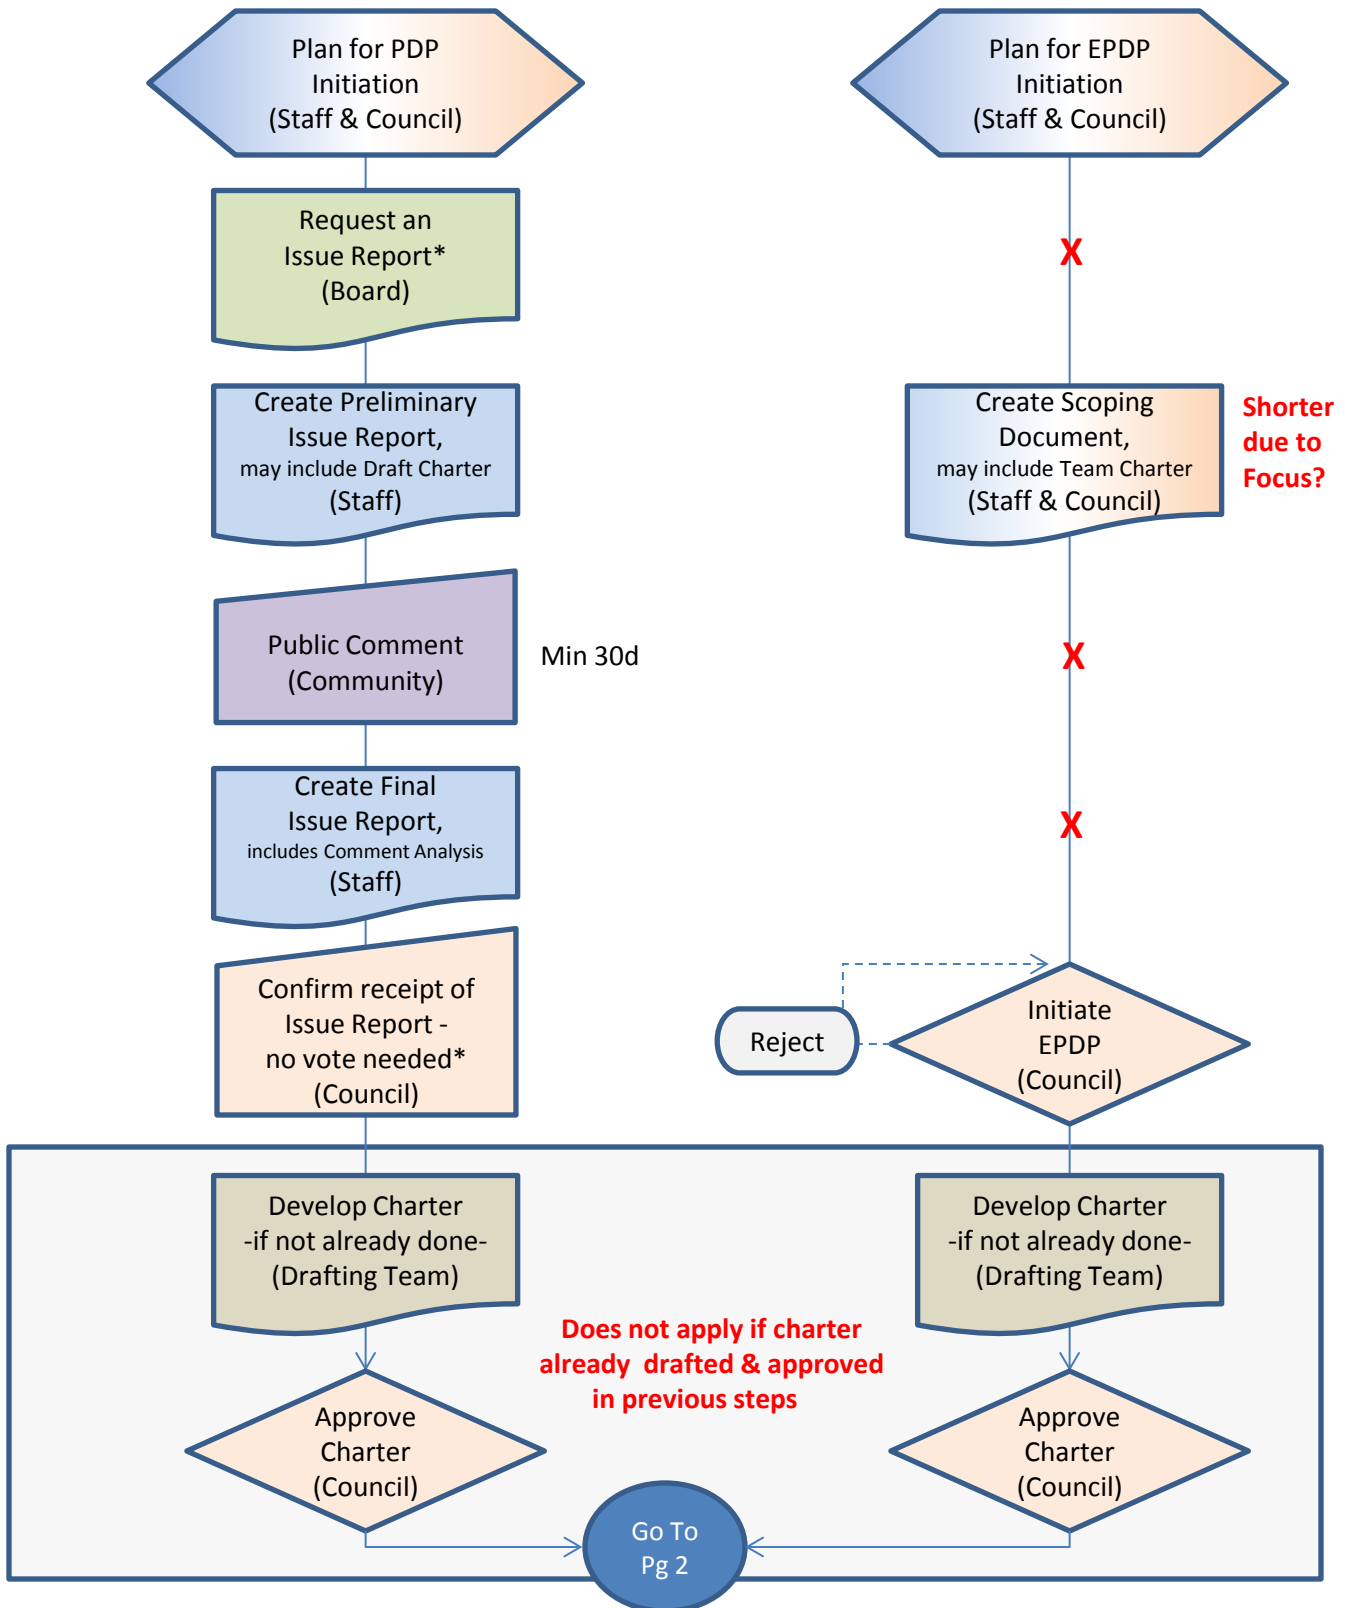 Plan for PDP
Initiation
(Staff & Council)
Plan for EPDP
Initiation
(Staff & Council)
Request an
Issue Report*
(Board)
X
Create Preliminary
Issue Report,
may include Draft Charter
(Staff)
Create Scoping
Document,
may include Team Charter
(Staff & Council)
Shorter
due to
Focus?
Public Comment
(Community)
Min 30d
X
Create Final
Issue Report,
includes Comment Analysis
(Staff)
X
Confirm receipt of
Issue Report -
no vote needed*
(Council)
Reject
Initiate
EPDP
(Council)
Develop Charter
-if not already done-
(Drafting Team)
Develop Charter
-if not already done-
(Drafting Team)
Does not apply if charter
already drafted & approved
in previous steps
Approve
Charter
(Council)
Approve
Charter
(Council)
Go To
Pg 2